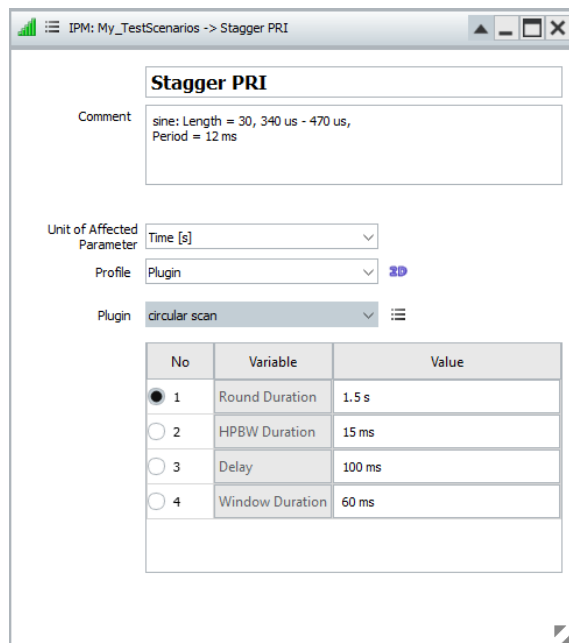 IPM: My_TestScenarios -> Stagger PRI
Stagger PRI
Comment
sine: Length = 30, 340 us - 470 us,
Period = 12 ms
Unit of Affected
Parameter
Time [s]
Profile
Plugin
2D
Plugin
circular scan
No Variable Value
1 Round Duration 1.5 s
2 HPBW Duration 15 ms
3 Delay 100 ms
4 Window Duration 60 ms